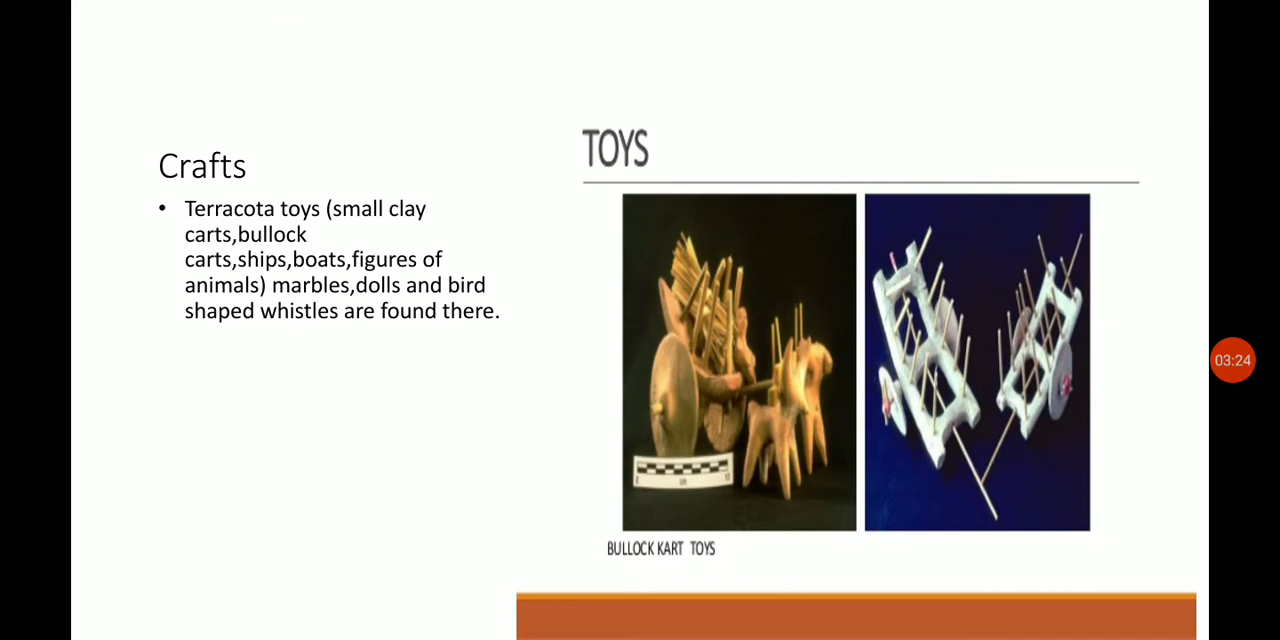 Crafts
• Terracota toys (small clay
carts,bullock
carts,ships,boats,figures of
animals) marbles,dolls and bird
shaped whistles are found there.
TOYS
BULLOCK KART TOYS
03:24